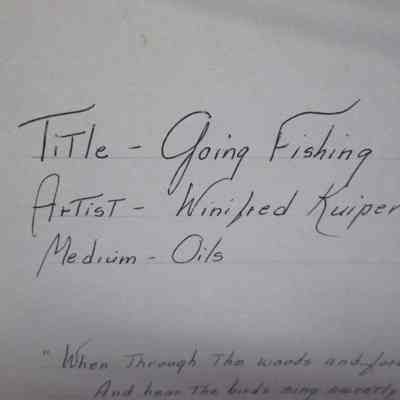 Title - Going Fishing
Artist - Winifred Kuiper
Medium - Oils
"When Through The woods and
And hear The birds sing sweetly